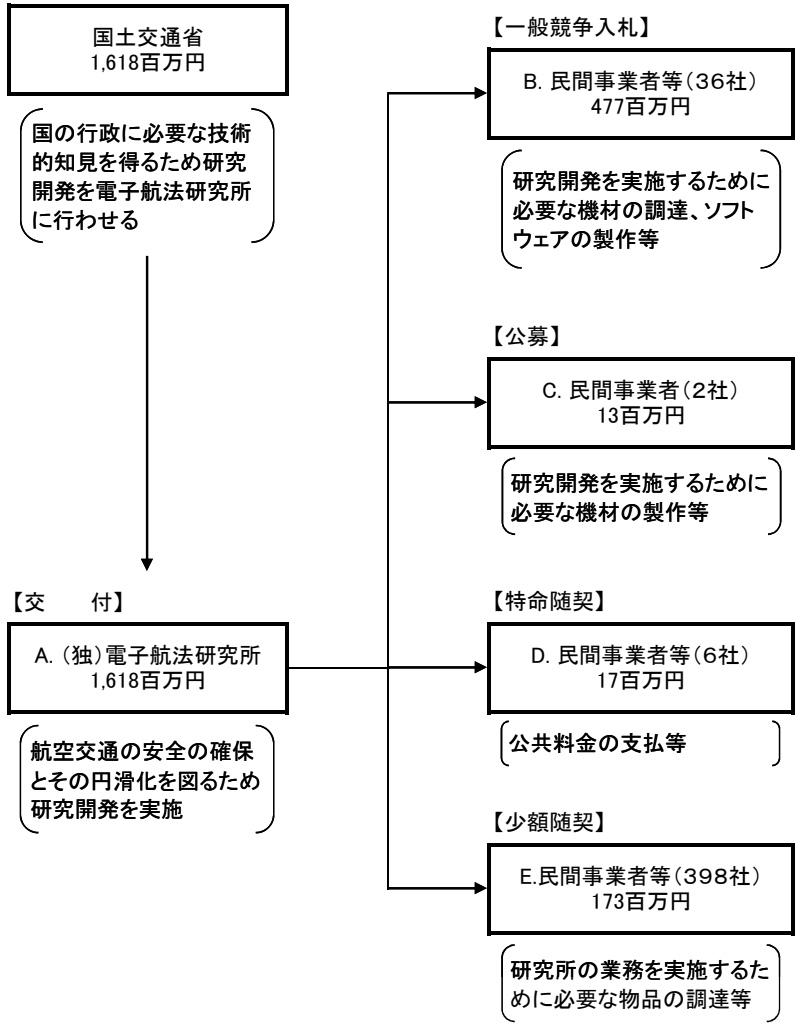 国土交通省
1,618百万円
国の行政に必要な技術
的知見を得るため研究
開発を電子航法研究所
に行わせる
【交　　付】
A. （独）電子航法研究所
1,618百万円
航空交通の安全の確保
とその円滑化を図るため
研究開発を実施
【一般競争入札】
B. 民間事業者等（３６社）
477百万円
研究開発を実施するために
必要な機材の調達、ソフト
ウェアの製作等
【公募】
C. 民間事業者（２社）
13百万円
研究開発を実施するために
必要な機材の製作等
【特命随契】
D. 民間事業者等（６社）
17百万円
公共料金の支払等
【少額随契】
E.民間事業者等（３９８社）
173百万円
研究所の業務を実施するた
めに必要な物品の調達等